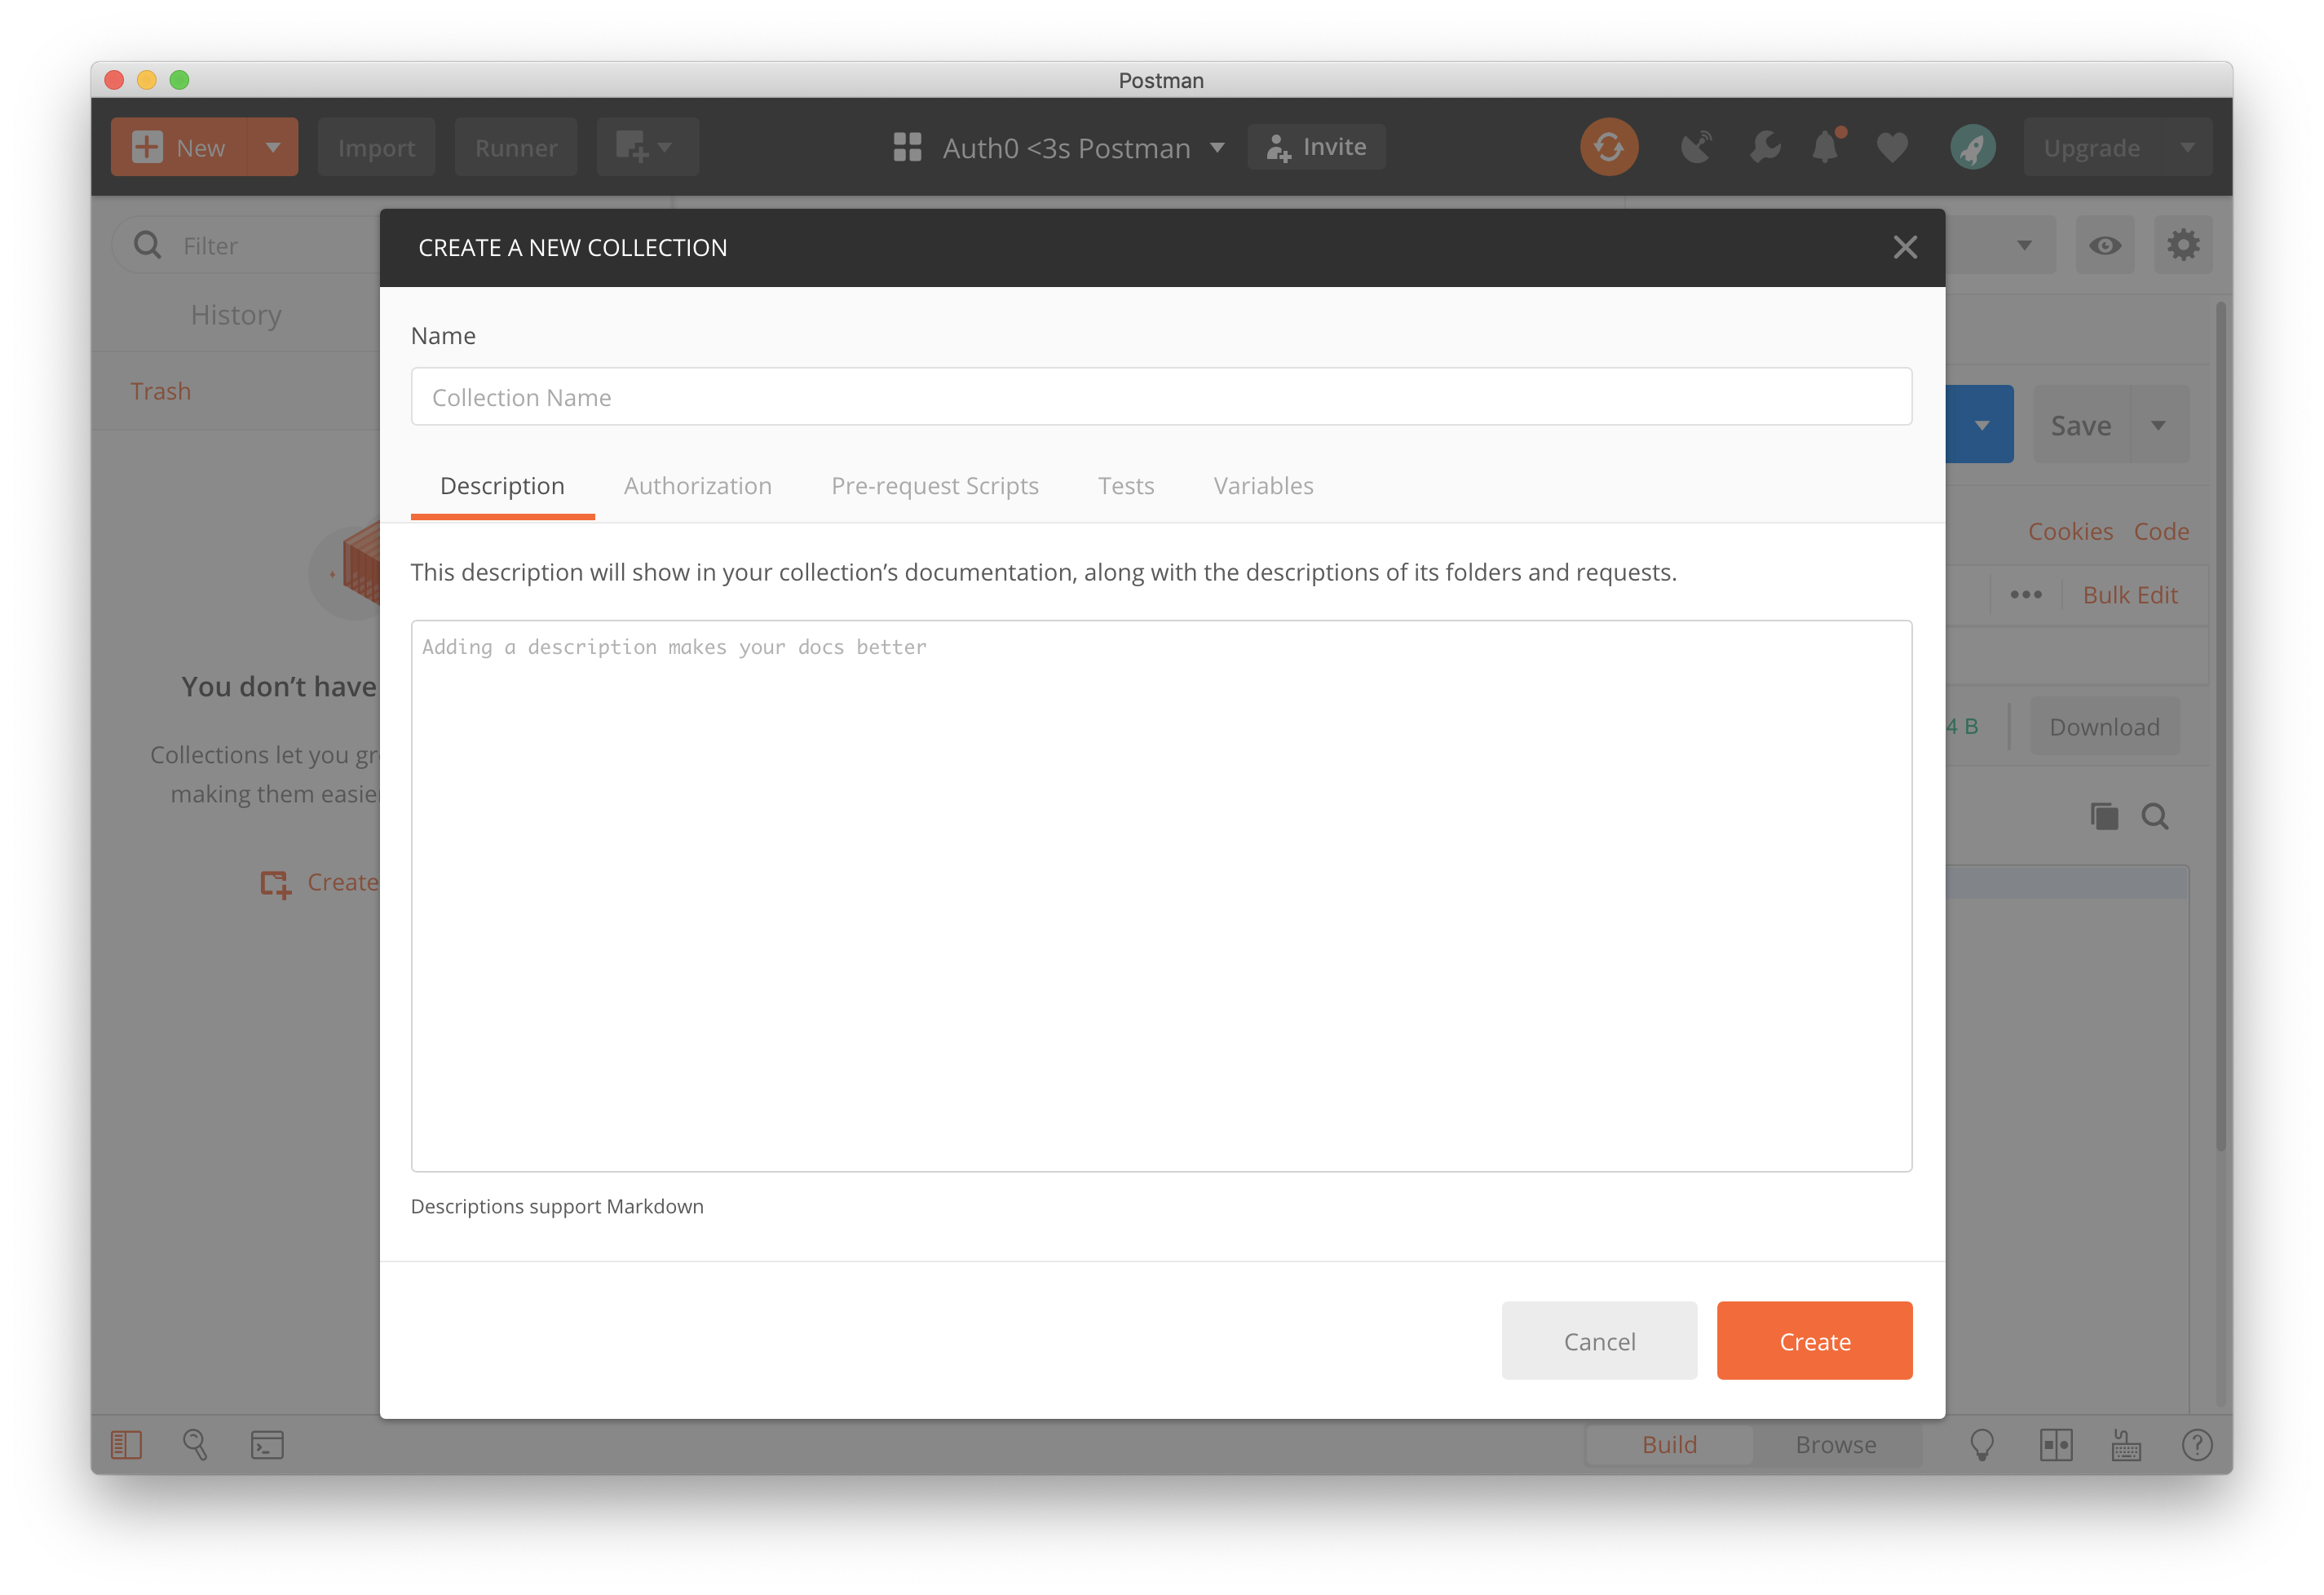 Postman
New
Import
Runner
Auth0 <3s Postman
Invite
Upgrade
Filter
History
Trash
You don’t have
Collections let you gr
making them easie
Create
CREATE A NEW COLLECTION
Name
Collection Name
Description
Authorization
Pre-request Scripts
Tests
Variables
This description will show in your collection’s documentation, along with the descriptions of its folders and requests.
Adding a description makes your docs better
Descriptions support Markdown
Cancel
Create
Save
Cookies
Code
Bulk Edit
4 B
Download
Build
Browse